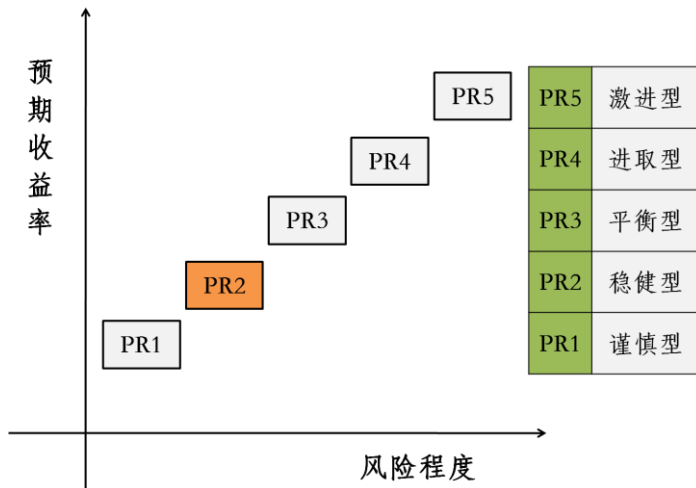 预期收益率
PR5
PR4
PR3
PR2
PR1
风险程度
PR5 激进型
PR4 进取型
PR3 平衡型
PR2 稳健型
PR1 谨慎型